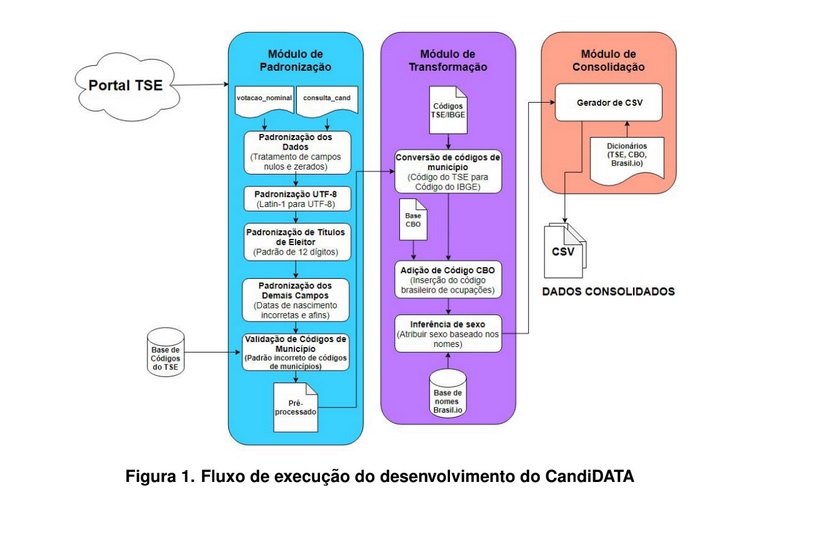 Portal TSE
Módulo de
Padronização
votacao_nominal
consulta_cand
Padronização dos
Dados
(Tratamento de campos
nulos e zerados)
Padronização UTF-8
(Latin-1 para UTF-8)
Padronização de Títulos
de Eleitor
(Padrão de 12 dígitos)
Padronização dos
Demais Campos
(Datas de nascimento
incorretas e afins)
Base de
Códigos
do TSE
Validação de Códigos de
Município
(Padrão incorreto de códigos
de municípios)
Pré-
processado
Módulo de
Transformação
Códigos
TSE/IBGE
Conversão de códigos de
município
(Código do TSE para
Código do IBGE)
Base
CBO
Adição de Código CBO
(Inserção do código
brasileiro de ocupações)
Inferência de sexo
(Atribuir sexo baseado nos
nomes)
Base de
nomes
Brasil.io
Módulo de
Consolidação
Gerador de CSV
Dicionários
(TSE, CBO,
Brasil.io)
CSV
DADOS CONSOLIDADOS
Figura 1. Fluxo de execução do desenvolvimento do CandiDATA